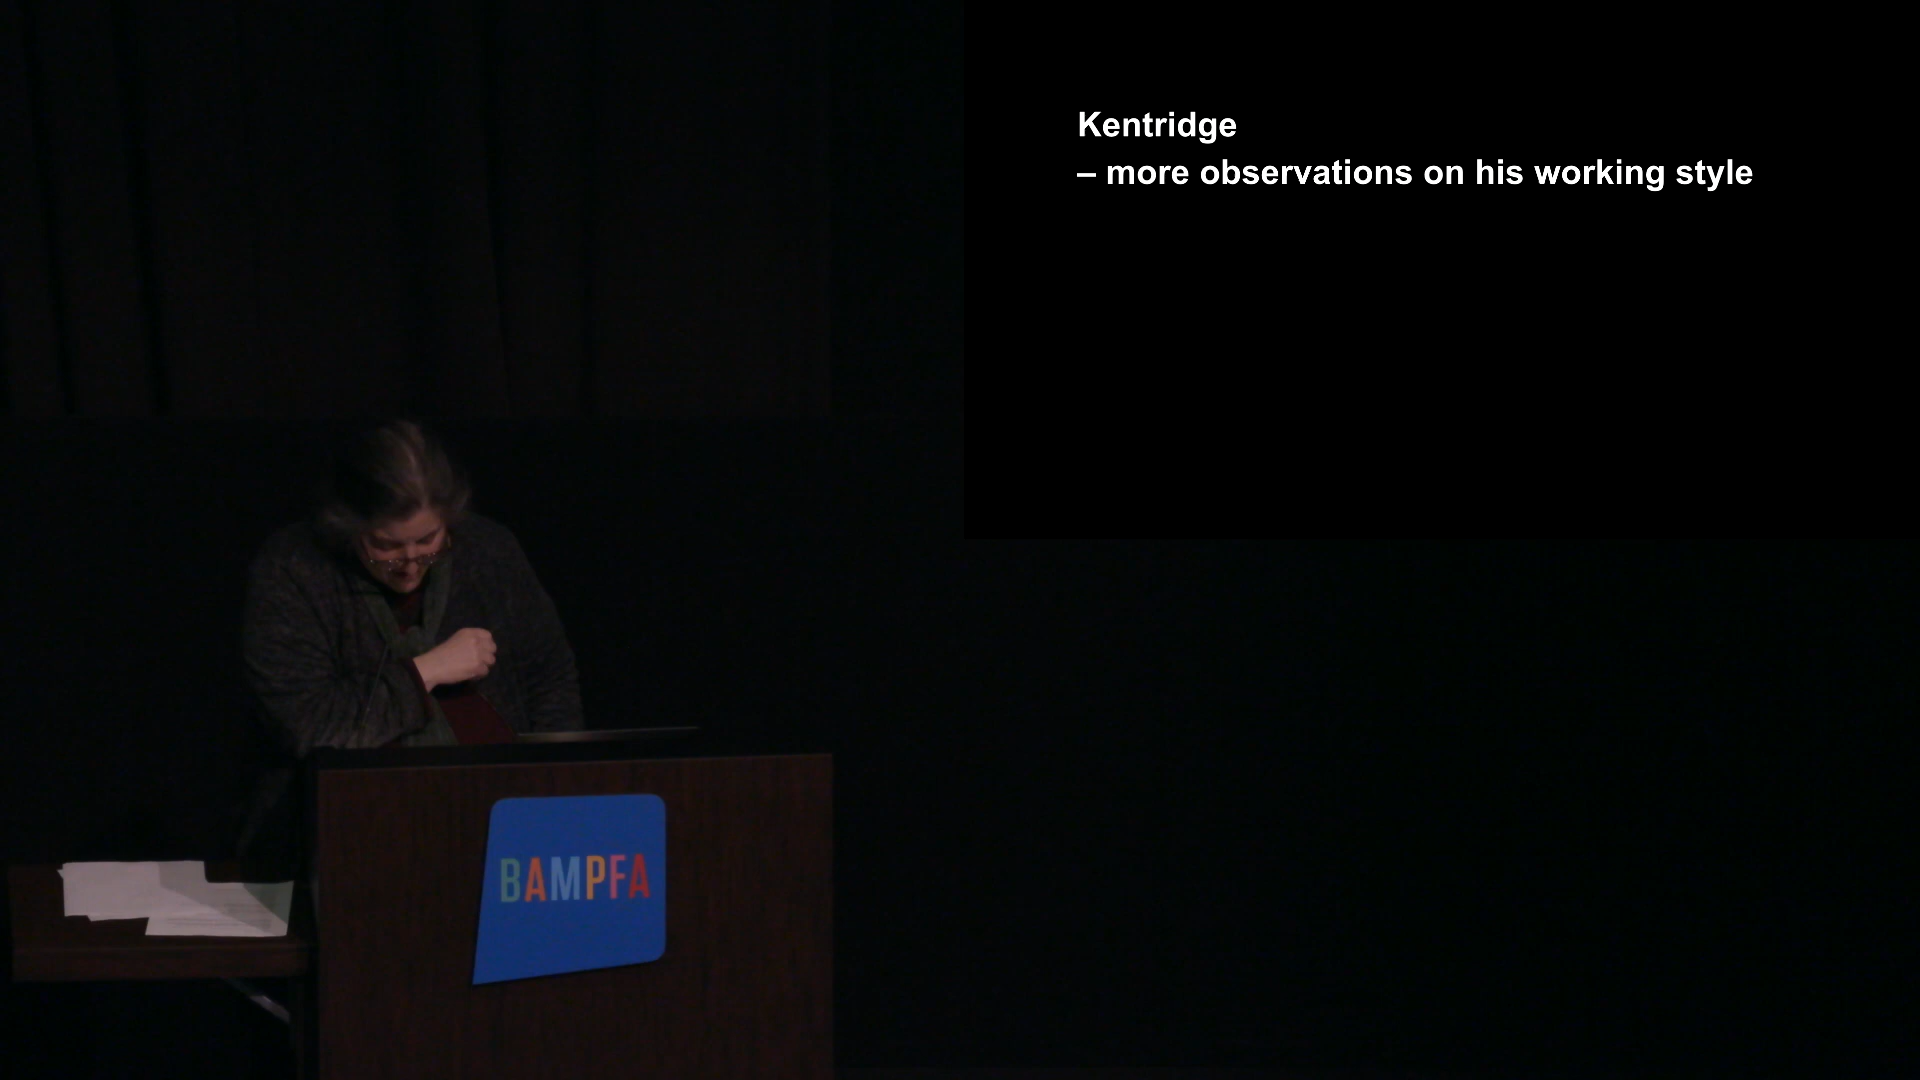 Kentridge
– more observations on his working style
BAMPFA